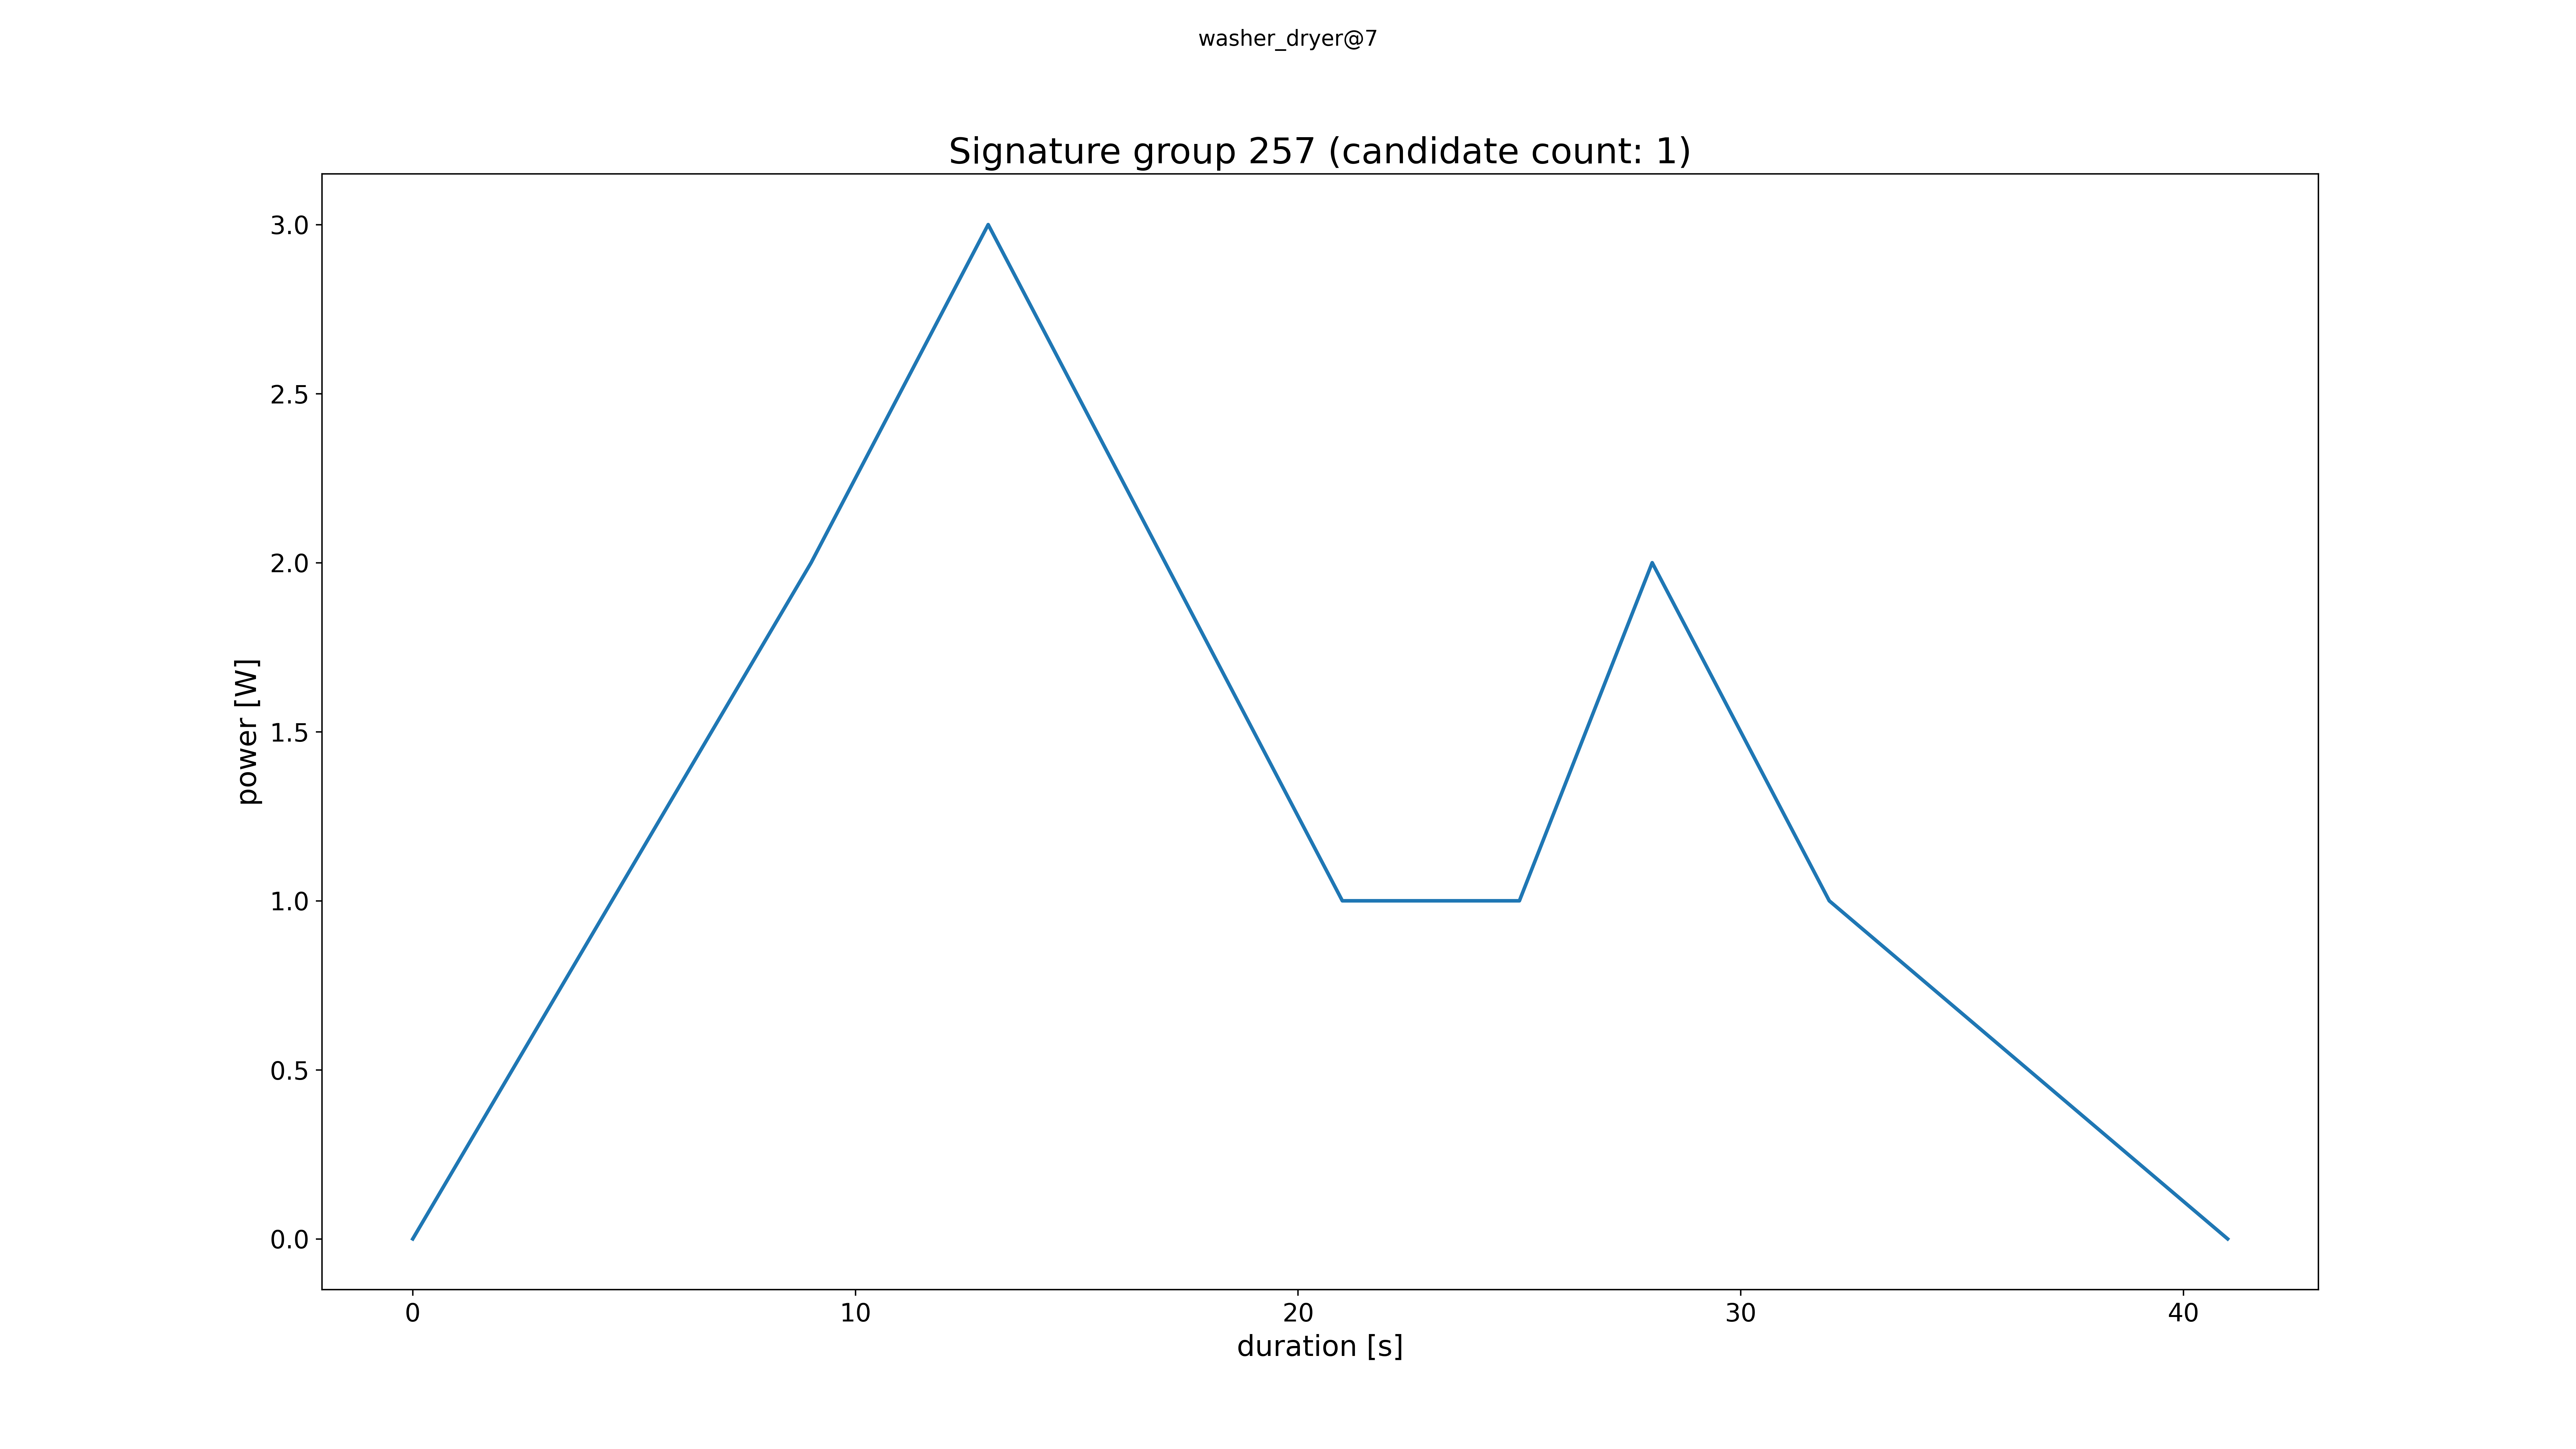 washer_dryer@7
Signature group 257 (candidate count: 1)
3.0
2.5
2.0
1.5
1.0
0.5
0.0
power [W]
0 10 20 30 40
duration [s]